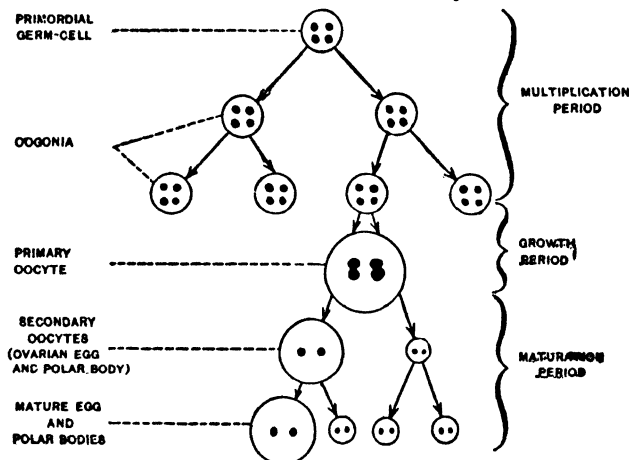 PRIMORDIAL
GERM-CELL
MULTIPLICATION
PERIOD
OOGONIA
GROWTH
PERIOD
PRIMARY
OOCYTE
SECONDARY
OOCYTES
(OVARIAN EGG
AND POLAR BODY)
MATURATION
PERIOD
MATURE EGG
AND
POLAR BODIES